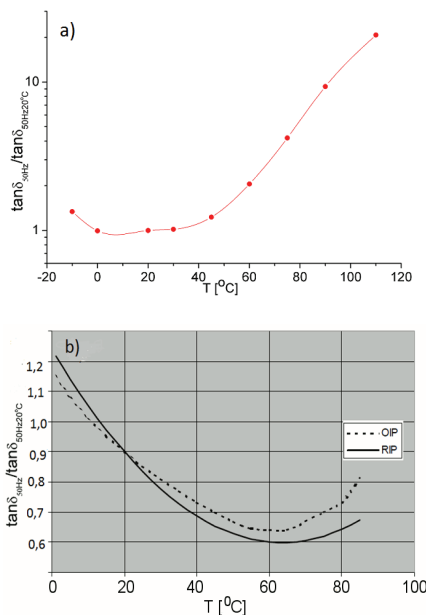 a)
tanδ50Hz/tanδ50Hz20°C
10
1
-20 0 20 40 60 80 100 120
T [°C]
b)
tanδ50Hz/tanδ50Hz20°C
1,2
1,1
1,0
0,9
0,8
0,7
0,6
OIP
RIP
0 20 40 60 80 100
T [°C]